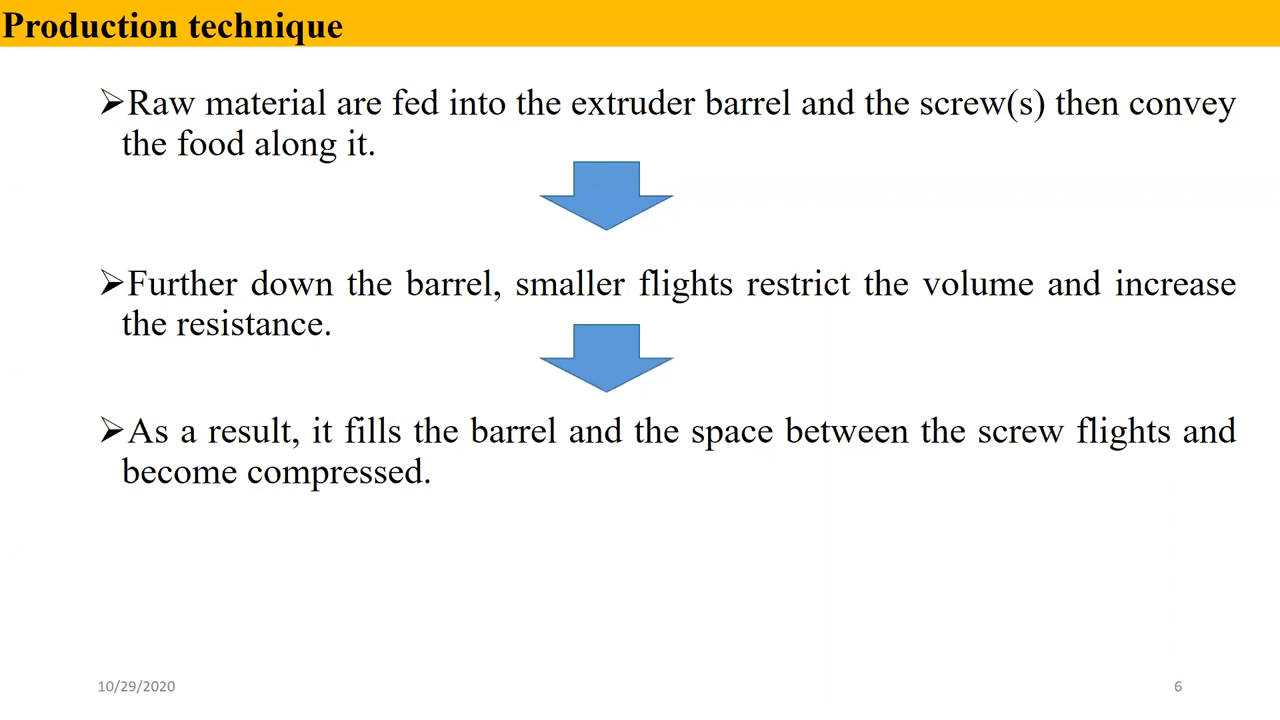 Production technique
➢Raw material are fed into the extruder barrel and the screw(s) then convey
the food along it.
➢Further down the barrel, smaller flights restrict the volume and increase
the resistance.
➢As a result, it fills the barrel and the space between the screw flights and
become compressed.
10/29/2020
6